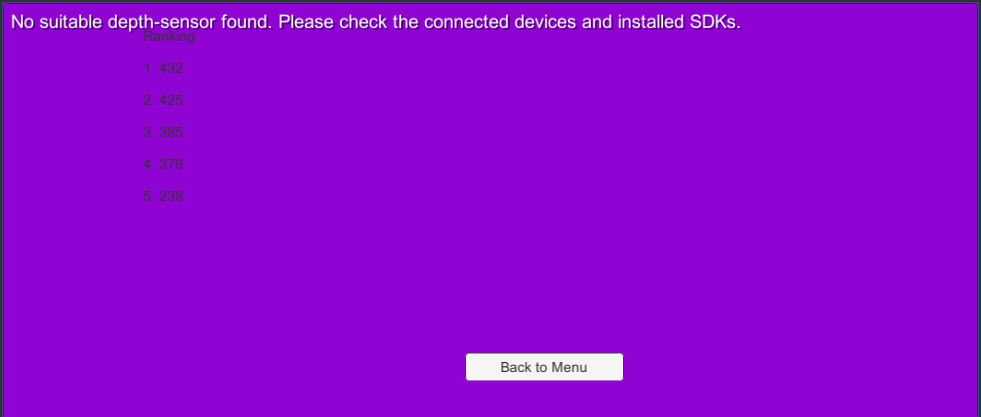 No suitable depth-sensor found. Please check the connected devices and installed SDKs.
Ranking
1. 432
2. 425
3. 385
4. 379
5. 238
Back to Menu